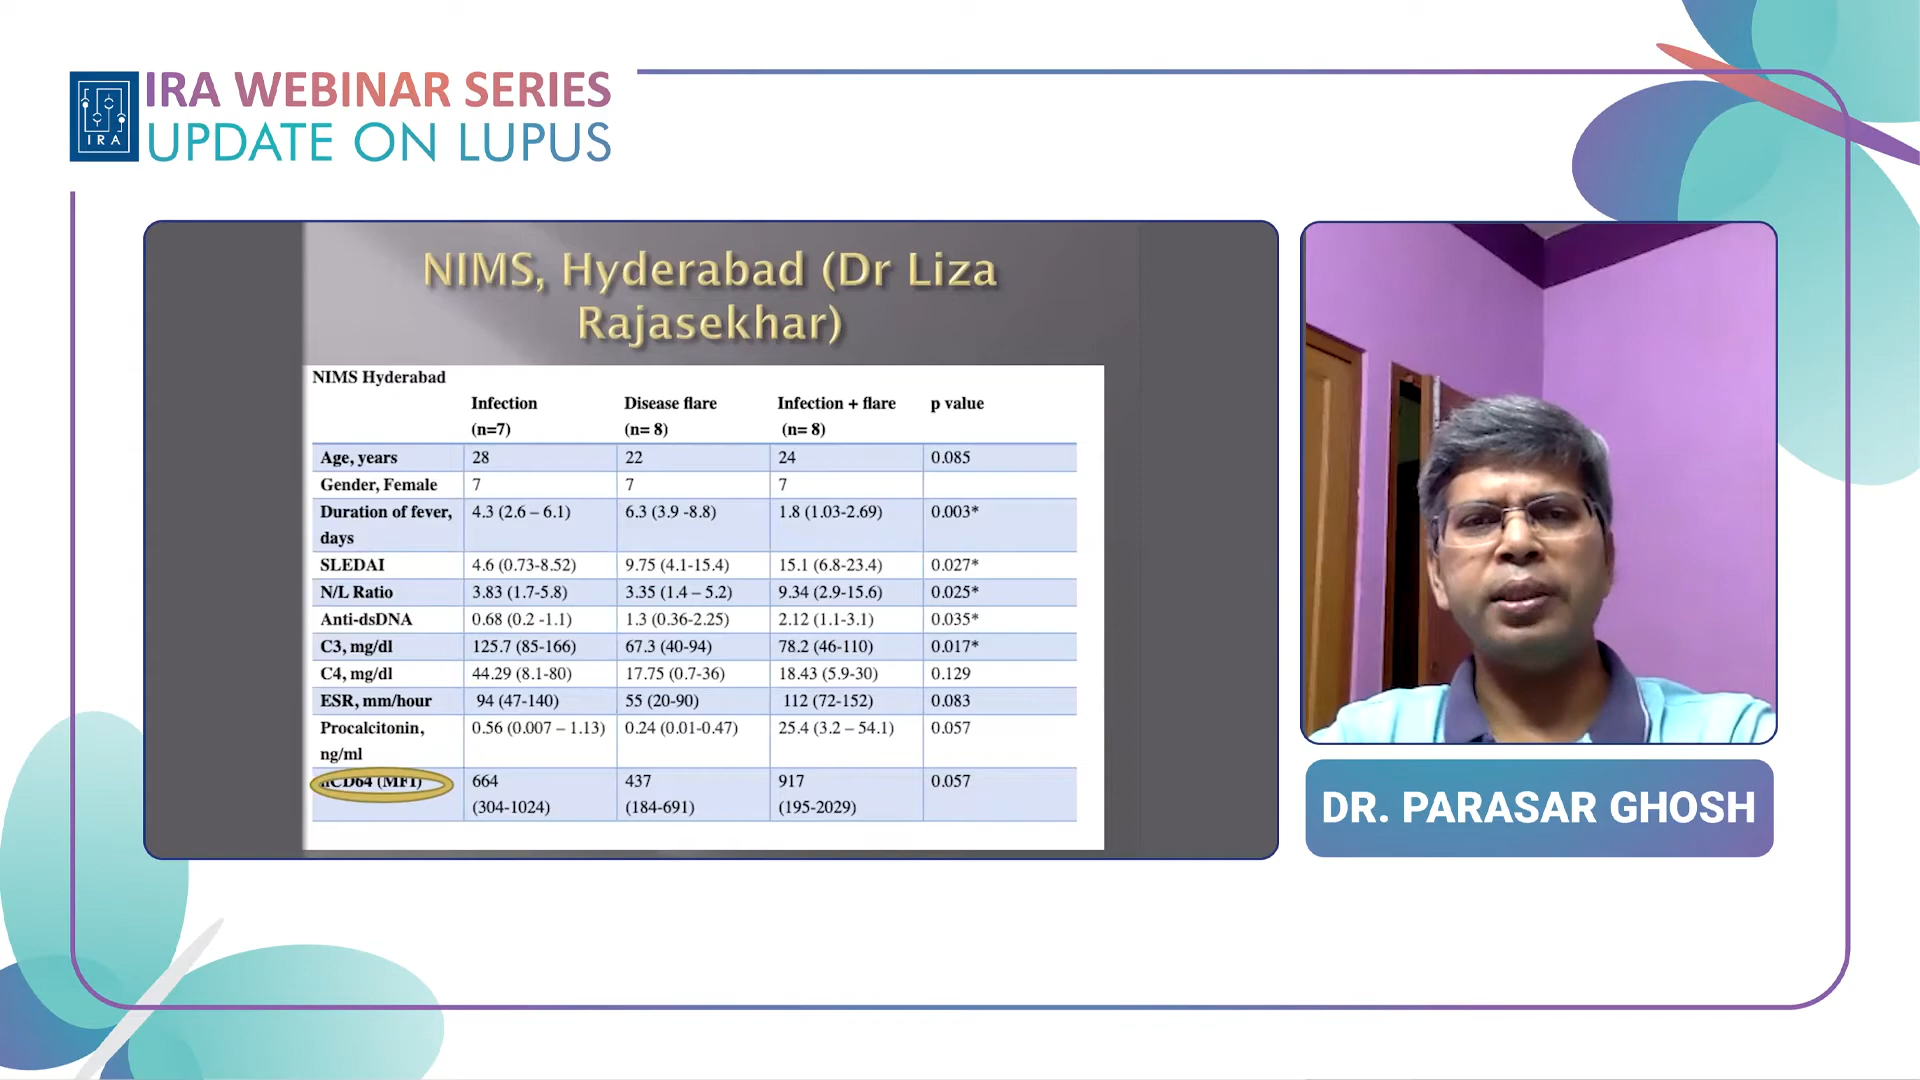 IRA WEBINAR SERIES
UPDATE ON LUPUS
IRA
NIMS, Hyderabad (Dr Liza
Rajasekhar)
NIMS Hyderabad
Infection Disease flare Infection + flare p value
(n=7) (n= 8) (n= 8)
Age, years 28 22 24 0.085
Gender, Female 7 7 7
Duration of fever, 4.3 (2.6 – 6.1) 6.3 (3.9 -8.8) 1.8 (1.03-2.69) 0.003*
days
SLEDAI 4.6 (0.73-8.52) 9.75 (4.1-15.4) 15.1 (6.8-23.4) 0.027*
N/L Ratio 3.83 (1.7-5.8) 3.35 (1.4 – 5.2) 9.34 (2.9-15.6) 0.025*
Anti-dsDNA 0.68 (0.2 -1.1) 1.3 (0.36-2.25) 2.12 (1.1-3.1) 0.035*
C3, mg/dl 125.7 (85-166) 67.3 (40-94) 78.2 (46-110) 0.017*
C4, mg/dl 44.29 (8.1-80) 17.75 (0.7-36) 18.43 (5.9-30) 0.129
ESR, mm/hour 94 (47-140) 55 (20-90) 112 (72-152) 0.083
Procalcitonin, 0.56 (0.007 – 1.13) 0.24 (0.01-0.47) 25.4 (3.2 – 54.1) 0.057
ng/ml
nCD64 (MFI) 664 437 917 0.057
(304-1024) (184-691) (195-2029)
DR. PARASAR GHOSH